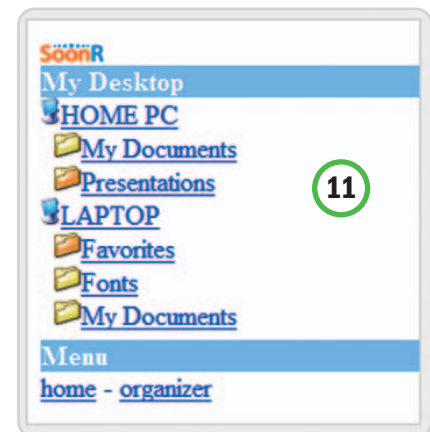 SoonR
My Desktop
HOME PC
My Documents
Presentations
11
LAPTOP
Favorites
Fonts
My Documents
Menu
home - organizer